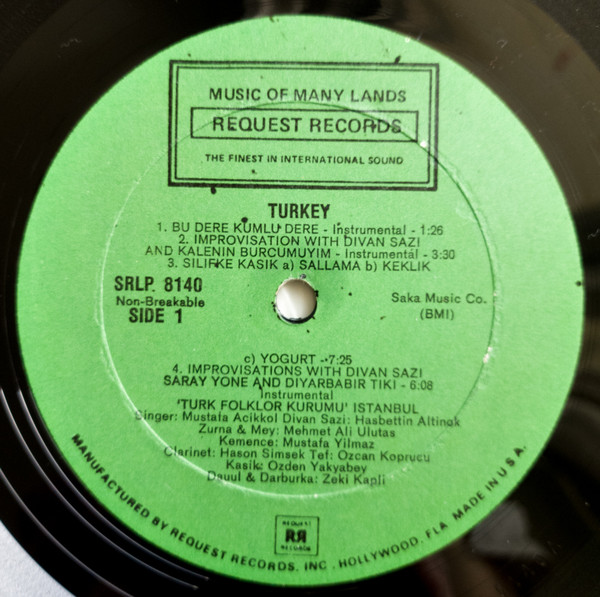 MUSIC OF MANY LANDS
REQUEST RECORDS
THE FINEST IN INTERNATIONAL SOUND
TURKEY
1. BU DERE KUMLU DERE - Instrumental - 1:26
2. IMPROVISATION WITH DIVAN SAZI
AND KALENIN BURCUMUYIM - Instrumental - 3:30
3. SILIFKE KASIK a) SALLAMA b) KEKLIK
SRLP. 8140
Non-Breakable
SIDE 1
Saka Music Co.
(BMI)
c) YOGURT - 7:25
4. IMPROVISATIONS WITH DIVAN SAZI
SARAY YONE AND DIYARBABIR TIKI - 6:08
Instrumental
'TURK FOLKLOR KURUMU' ISTANBUL
Singer: Mustafa Acikkol Divan Sazi: Hasbettin Altinok
Zurna & Mey: Mehmet Ali Ulutas
Kemence: Mustafa Yilmaz
Clarinet: Hason Simsek Tef: Ozcan Koprucu
Kasik: Ozden Yakyabey
Dauul & Darburka: Zeki Kapli
REQUEST
RR
RECORDS
MANUFACTURED BY REQUEST RECORDS, INC., HOLLYWOOD, FLA. MADE IN U.S.A.